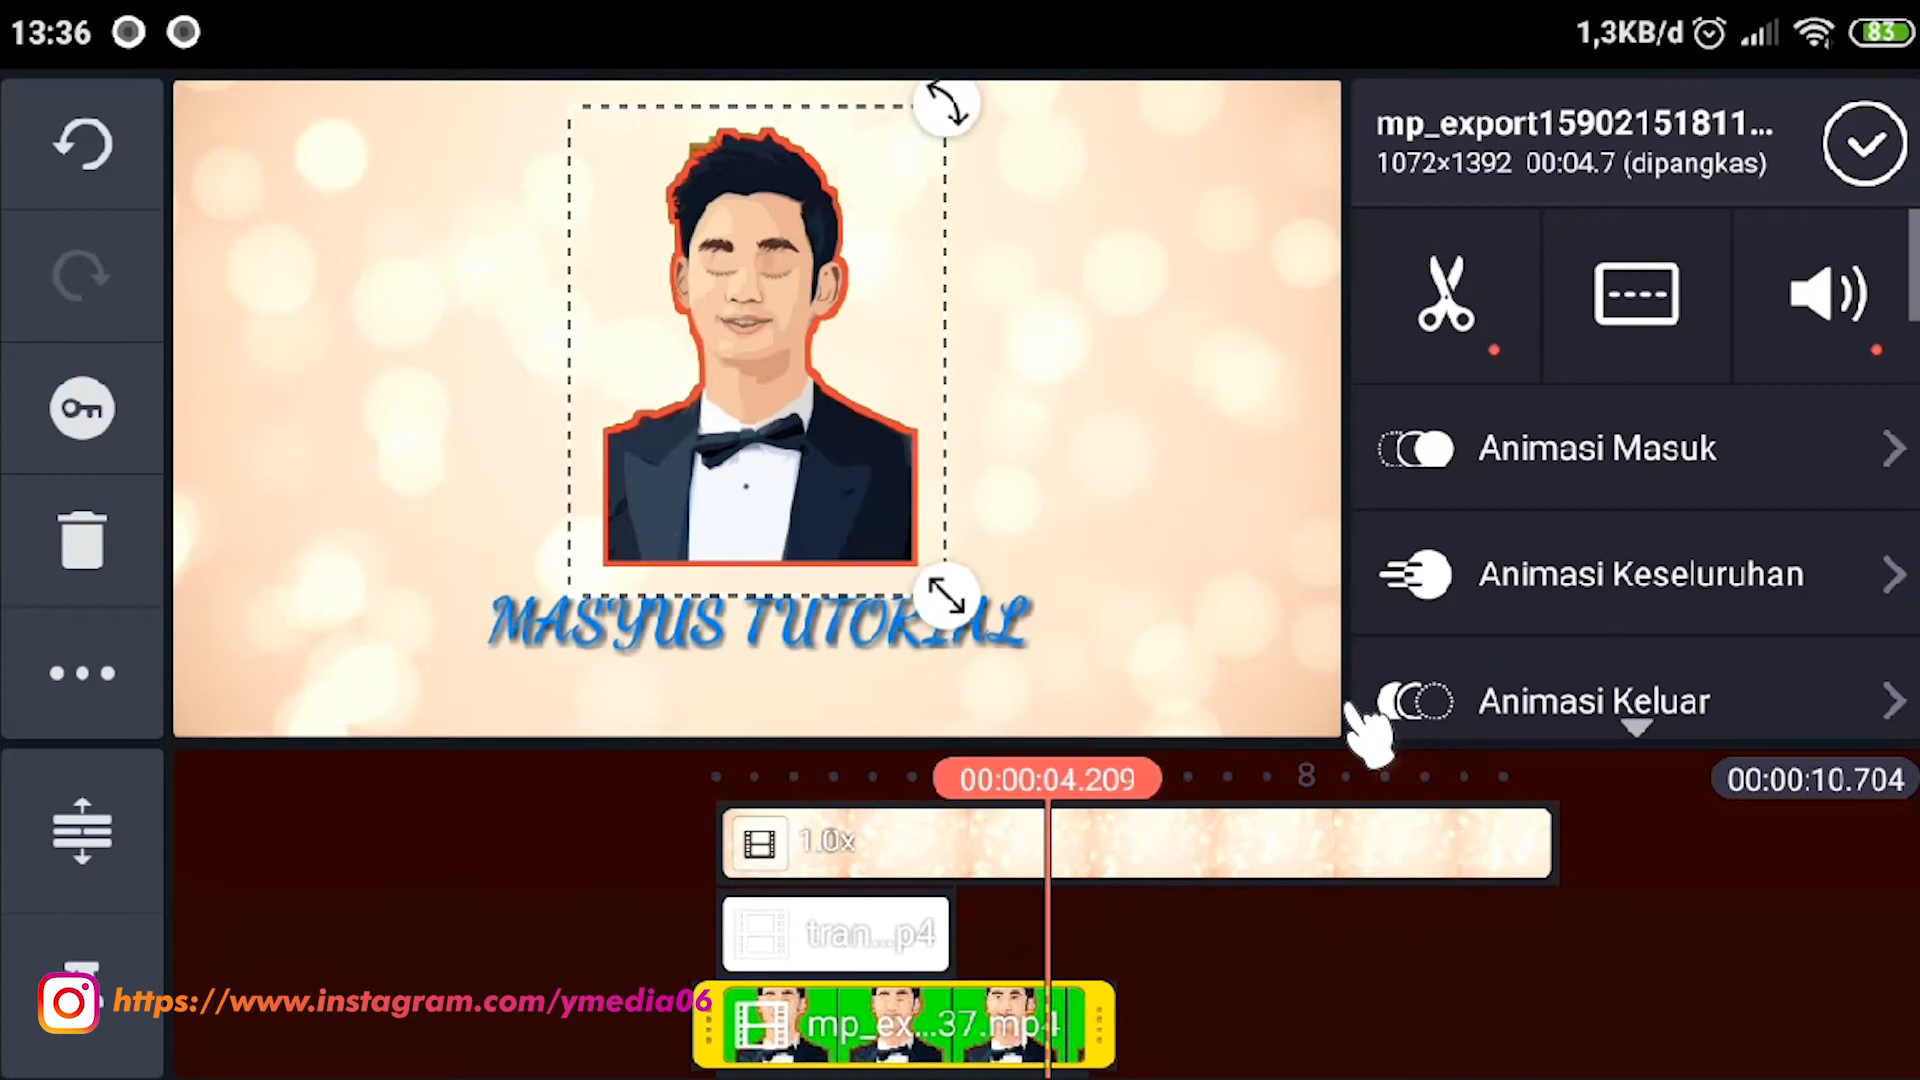 13:36
1,3KB/d
83
mp_export15902151811...
1072×1392 00:04.7 (dipangkas)
Animasi Masuk
Animasi Keseluruhan
Animasi Keluar
MASYUS TUTORIAL
00:00:04.209
8
00:00:10.704
1.0x
tran...p4
mp_ex...37.mp4
https://www.instagram.com/ymedia06